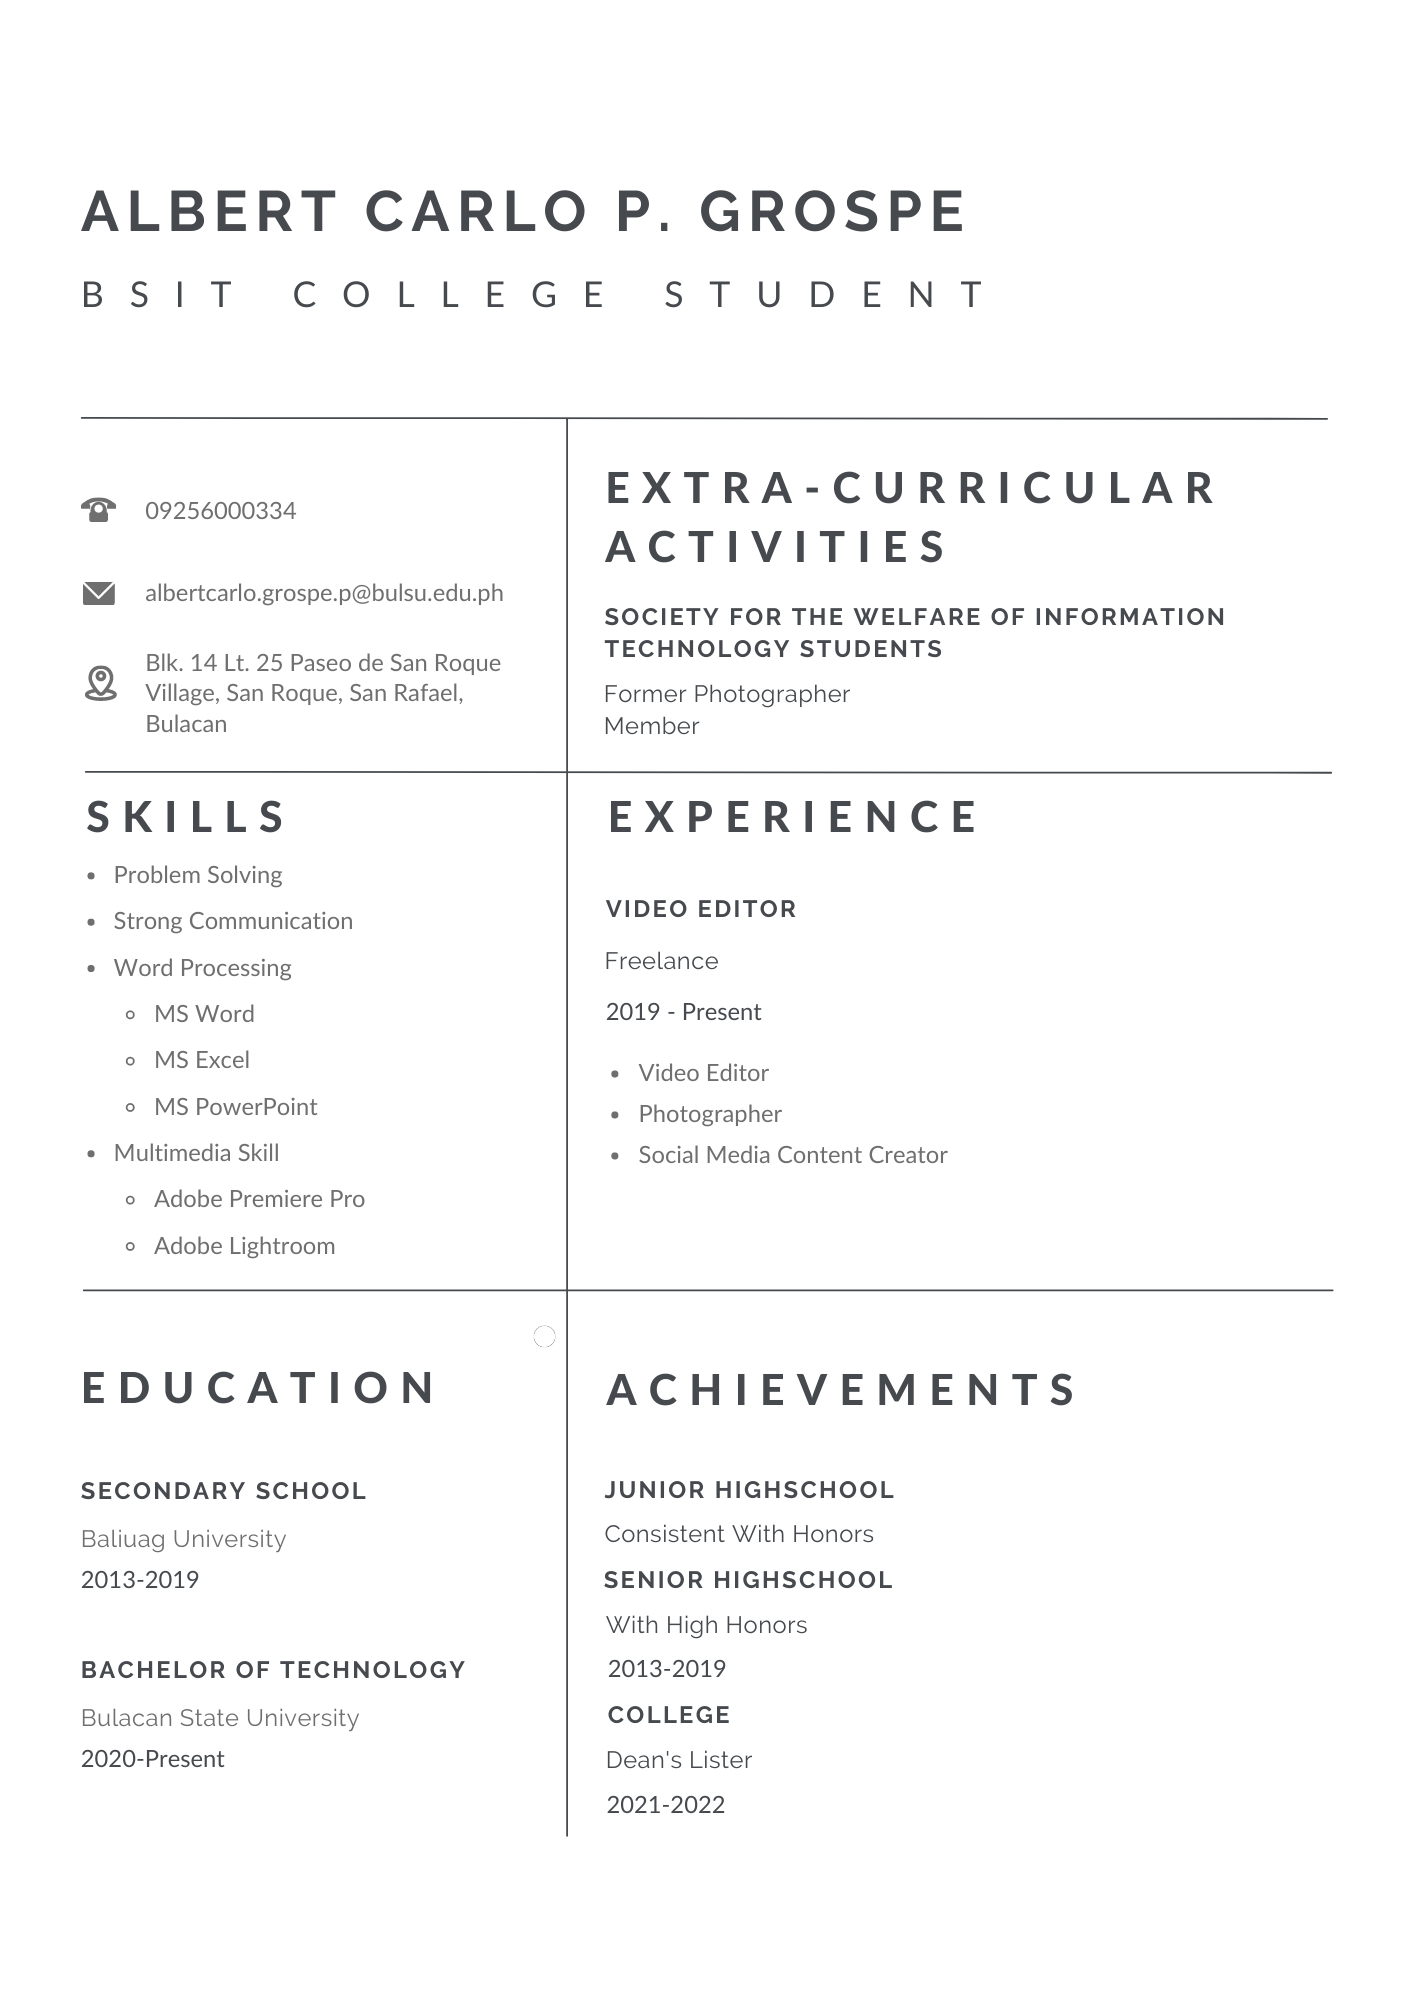 ALBERT CARLO P. GROSPE
BSIT COLLEGE STUDENT
09256000334
albertcarlo.grospe.p@bulsu.edu.ph
Blk. 14 Lt. 25 Paseo de San Roque
Village, San Roque, San Rafael,
Bulacan
EXTRA-CURRICULAR
ACTIVITIES
SOCIETY FOR THE WELFARE OF INFORMATION
TECHNOLOGY STUDENTS
Former Photographer
Member
SKILLS
• Problem Solving
• Strong Communication
• Word Processing
◦ MS Word
◦ MS Excel
◦ MS PowerPoint
• Multimedia Skill
◦ Adobe Premiere Pro
◦ Adobe Lightroom
EXPERIENCE
VIDEO EDITOR
Freelance
2019 - Present
• Video Editor
• Photographer
• Social Media Content Creator
EDUCATION
SECONDARY SCHOOL
Baliuag University
2013-2019
BACHELOR OF TECHNOLOGY
Bulacan State University
2020-Present
ACHIEVEMENTS
JUNIOR HIGHSCHOOL
Consistent With Honors
SENIOR HIGHSCHOOL
With High Honors
2013-2019
COLLEGE
Dean's Lister
2021-2022